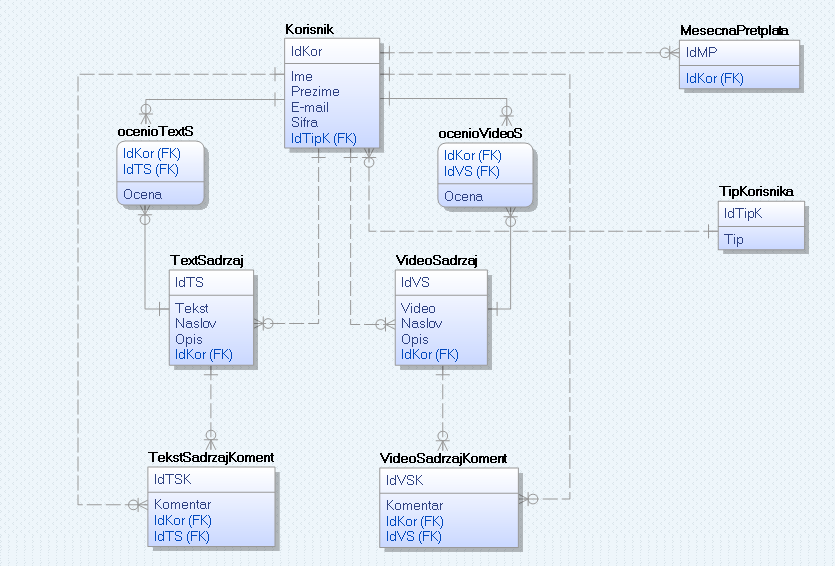 Korisnik
IdKor
Ime
Prezime
E-mail
Sifra
IdTipK (FK)
MesecnaPretplata
IdMP
IdKor (FK)
ocenioTextS
IdKor (FK)
IdTS (FK)
Ocena
ocenioVideoS
IdKor (FK)
IdVS (FK)
Ocena
TipKorisnika
IdTipK
Tip
TextSadrzaj
IdTS
Tekst
Naslov
Opis
IdKor (FK)
VideoSadrzaj
IdVS
Video
Naslov
Opis
IdKor (FK)
TekstSadrzajKoment
IdTSK
Komentar
IdKor (FK)
IdTS (FK)
VideoSadrzajKoment
IdVSK
Komentar
IdKor (FK)
IdVS (FK)